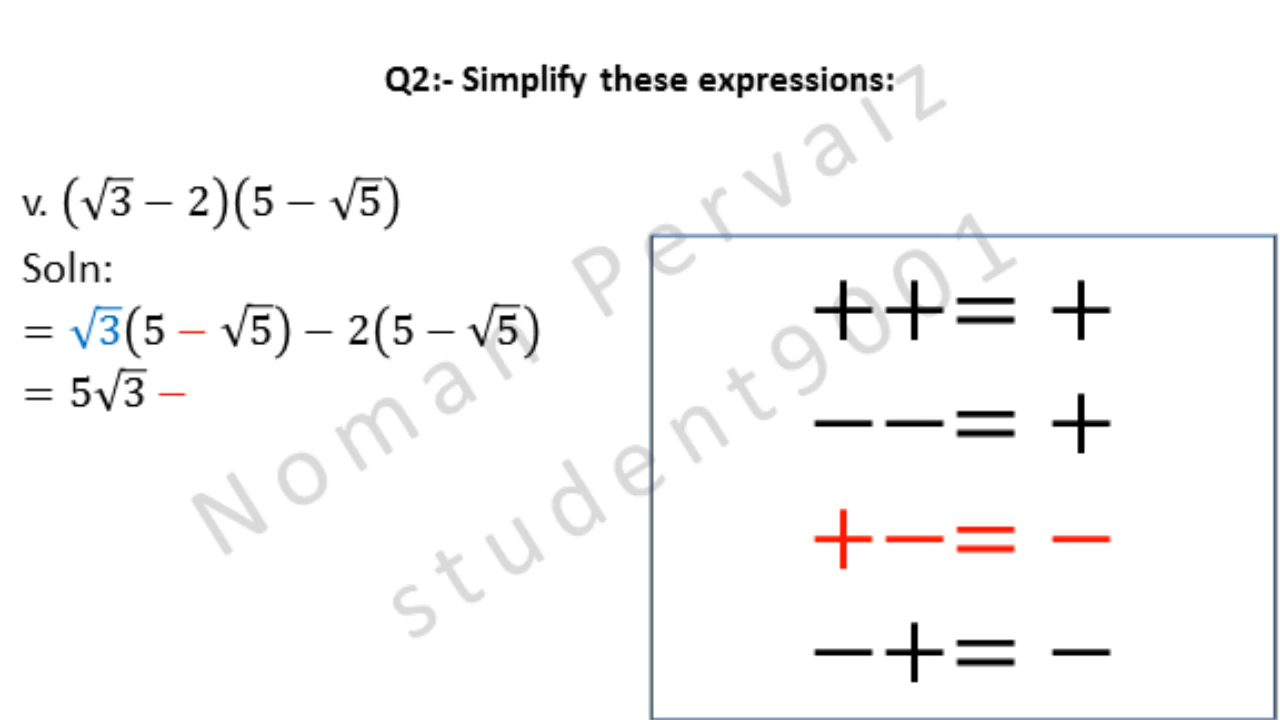 Q2:- Simplify these expressions:
v. (√3 − 2)(5 − √5)
Soln:
= √3(5 − √5) − 2(5 − √5)
= 5√3 −
++= +
−−= +
+−= −
−+= −
Noman Pervaiz
student9001